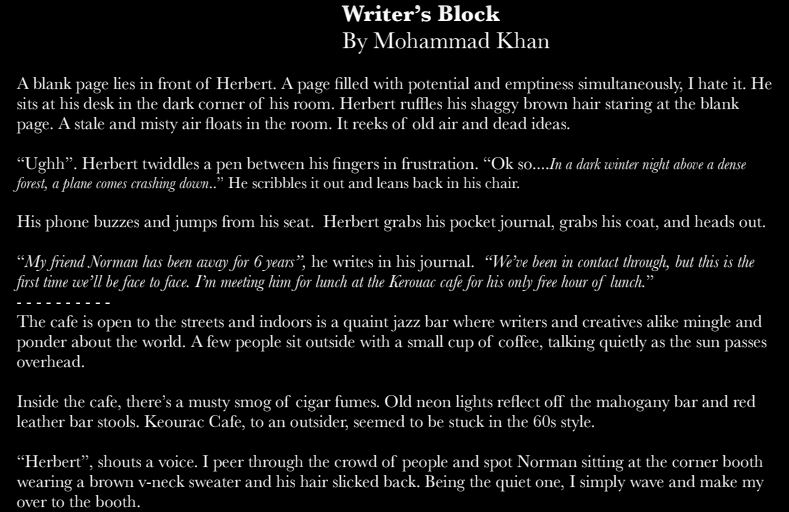 Writer’s Block
By Mohammad Khan
A blank page lies in front of Herbert. A page filled with potential and emptiness simultaneously, I hate it. He
sits at his desk in the dark corner of his room. Herbert ruffles his shaggy brown hair staring at the blank
page. A stale and misty air floats in the room. It reeks of old air and dead ideas.
“Ughh”. Herbert twiddles a pen between his fingers in frustration. “Ok so....In a dark winter night above a dense
forest, a plane comes crashing down..” He scribbles it out and leans back in his chair.
His phone buzzes and jumps from his seat.  Herbert grabs his pocket journal, grabs his coat, and heads out.
“My friend Norman has been away for 6 years”, he writes in his journal.  “We’ve been in contact through, but this is the
first time we’ll be face to face. I’m meeting him for lunch at the Kerouac cafe for his only free hour of lunch.”
- - - - - - - - - -
The cafe is open to the streets and indoors is a quaint jazz bar where writers and creatives alike mingle and
ponder about the world. A few people sit outside with a small cup of coffee, talking quietly as the sun passes
overhead.
Inside the cafe, there’s a musty smog of cigar fumes. Old neon lights reflect off the mahogany bar and red
leather bar stools. Keourac Cafe, to an outsider, seemed to be stuck in the 60s style.
“Herbert”, shouts a voice. I peer through the crowd of people and spot Norman sitting at the corner booth
wearing a brown v-neck sweater and his hair slicked back. Being the quiet one, I simply wave and make my
over to the booth.